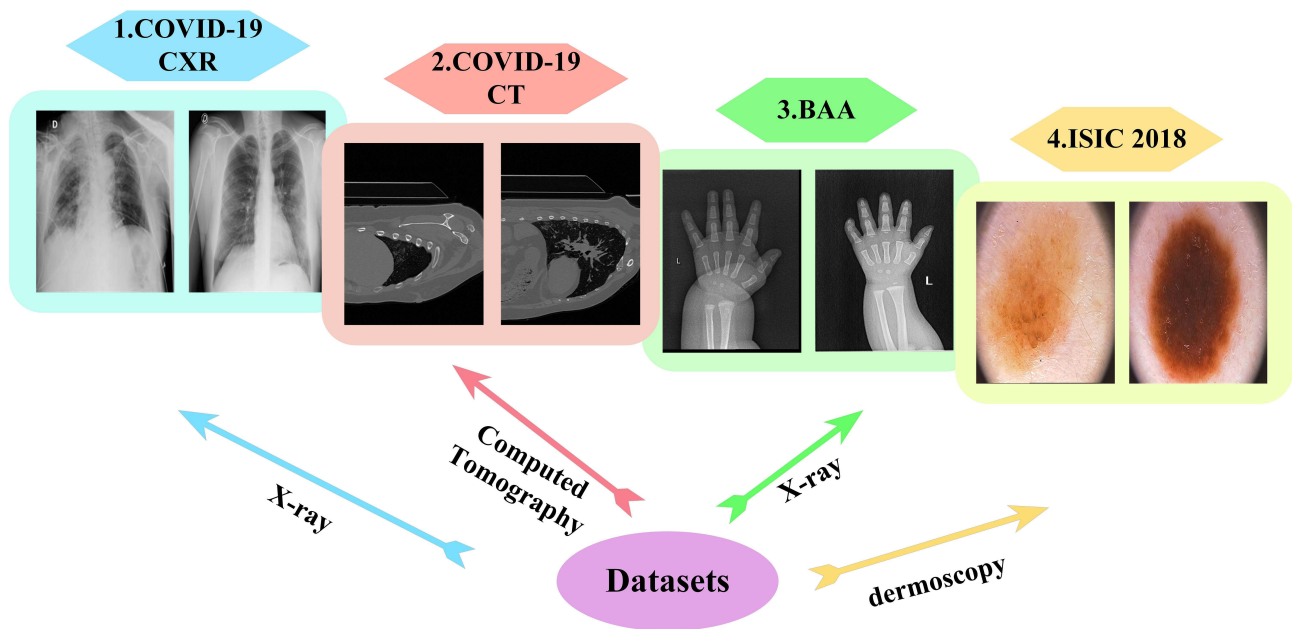 1.COVID-19
CXR
2.COVID-19
CT
3.BAA
4.ISIC 2018
D
L
L
X-ray
Computed
Tomography
X-ray
dermoscopy
Datasets